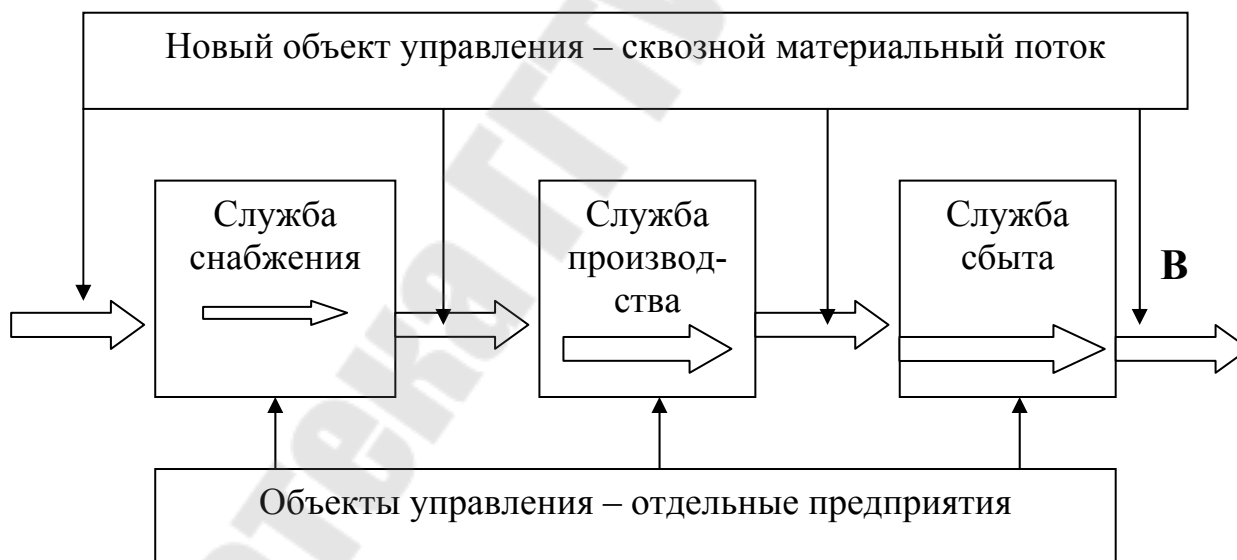 Новый объект управления – сквозной материальный поток
Служба
снабжения
Служба
производ-
ства
Служба
сбыта
В
Объекты управления – отдельные предприятия